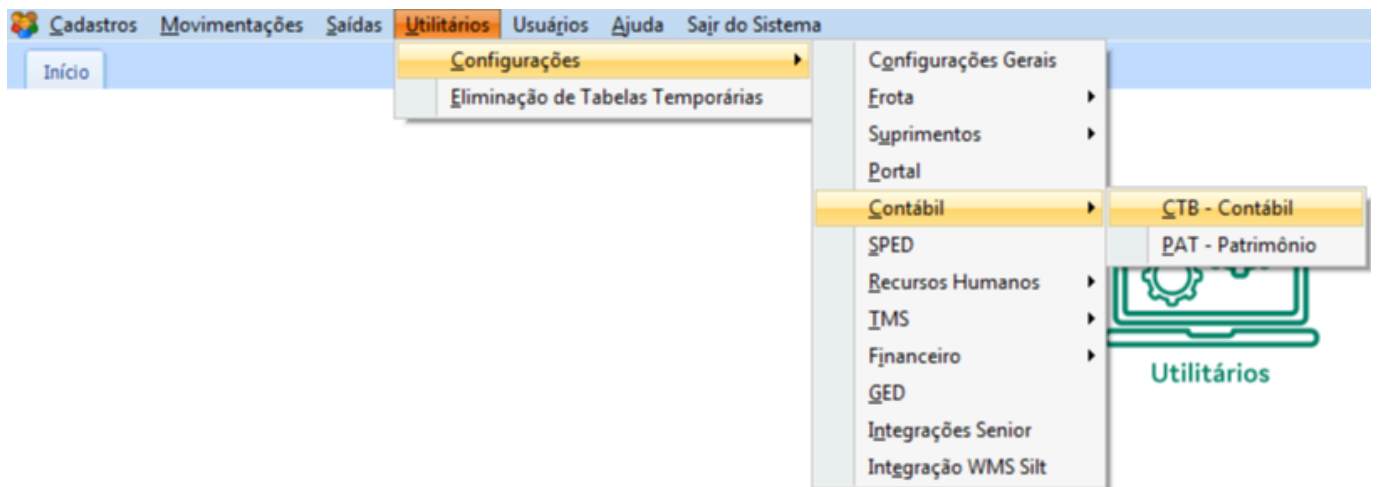 Cadastros Movimentações Saídas Utilitários Usuários Ajuda Sair do Sistema
Início
Configurações
Eliminação de Tabelas Temporárias
Configurações Gerais
Frota
Suprimentos
Portal
Contábil
SPED
Recursos Humanos
TMS
Financeiro
GED
Integrações Senior
Integração WMS Silt
CTB - Contábil
PAT - Patrimônio
Utilitários